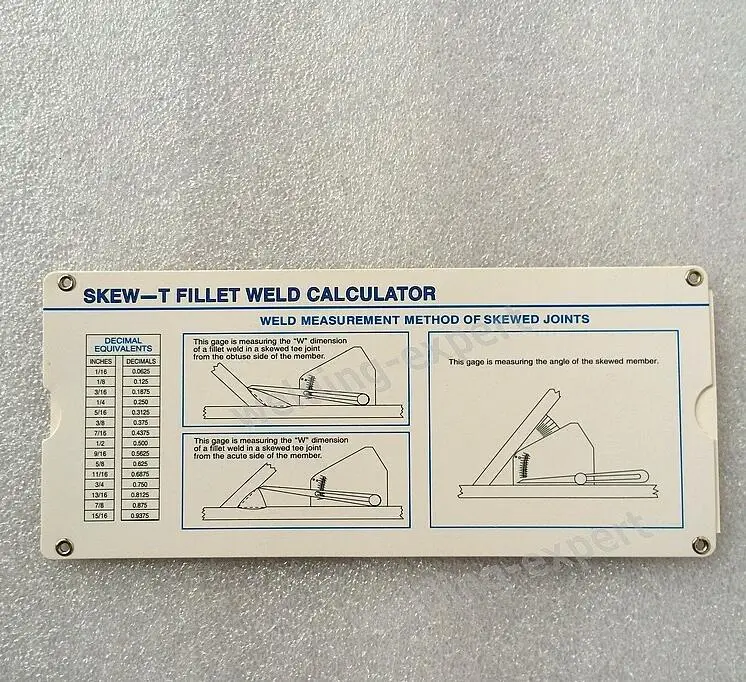 SKEW—T FILLET WELD CALCULATOR
WELD MEASUREMENT METHOD OF SKEWED JOINTS
DECIMAL
EQUIVALENTS
INCHES DECIMALS
1/16 0.0625
1/8 0.125
3/16 0.1875
1/4 0.250
5/16 0.3125
3/8 0.375
7/16 0.4375
1/2 0.500
9/16 0.5625
5/8 0.625
11/16 0.6875
3/4 0.750
13/16 0.8125
7/8 0.875
15/16 0.9375
This gage is measuring the "W" dimension
of a fillet weld in a skewed tee joint
from the obtuse side of the member.
This gage is measuring the "W" dimension
of a fillet weld in a skewed tee joint
from the acute side of the member.
This gage is measuring the angle of the skewed member.
welding-expert